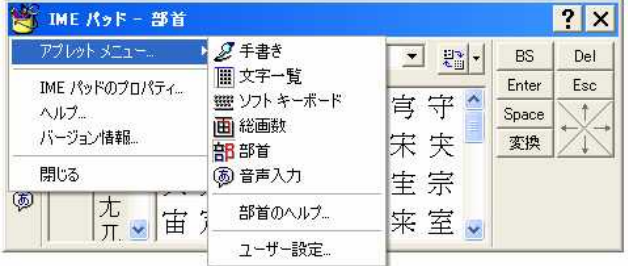 IME パッド - 部首
アプレット メニュー...
IME パッドのプロパティ...
ヘルプ...
バージョン情報...
閉じる
手書き
文字一覧
ソフト キーボード
総画数
部首
音声入力
部首のヘルプ...
ユーザー設定...
BS Del
Enter Esc
Space
変換
守
宋
宔 宗
室
宙
尢